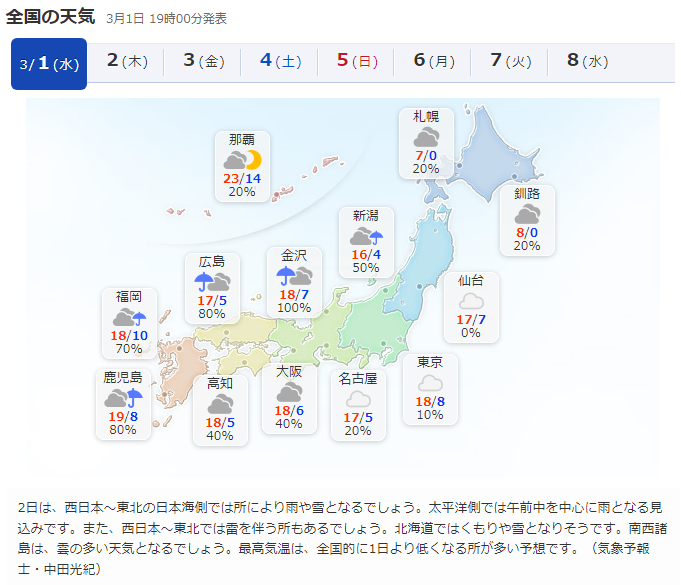 全国の天気 3月1日 19時00分発表
3/1(水) 2(木) 3(金) 4(土) 5(日) 6(月) 7(火) 8(水)
札幌
7/0
20%
那覇
23/14
20%
釧路
8/0
20%
新潟
16/4
50%
金沢
18/7
100%
広島
17/5
80%
仙台
17/7
0%
福岡
18/10
70%
東京
18/8
10%
大阪
18/6
40%
名古屋
17/5
20%
鹿児島
19/8
80%
高知
18/5
40%
2日は、西日本～東北の日本海側では所により雨や雪となるでしょう。太平洋側では午前中を中心に雨となる見
込みです。また、西日本～東北では雷を伴う所もあるでしょう。北海道ではくもりや雪となりそうです。南西諸
島は、雲の多い天気となるでしょう。最高気温は、全国的に1日より低くなる所が多い予想です。（気象予報
士・中田光紀）